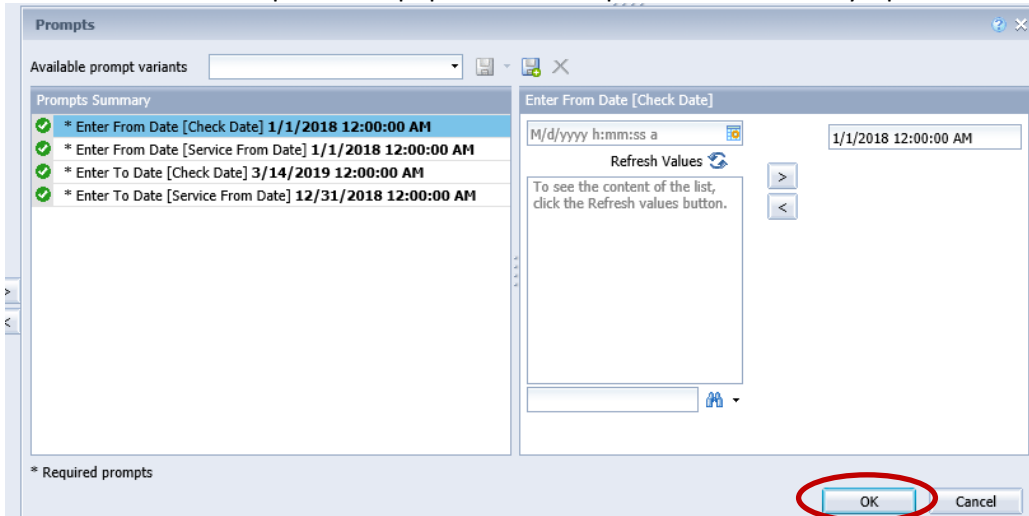 Prompts
Available prompt variants
Prompts Summary
* Enter From Date [Check Date] 1/1/2018 12:00:00 AM
* Enter From Date [Service From Date] 1/1/2018 12:00:00 AM
* Enter To Date [Check Date] 3/14/2019 12:00:00 AM
* Enter To Date [Service From Date] 12/31/2018 12:00:00 AM
Enter From Date [Check Date]
M/d/yyyy h:mm:ss a
Refresh Values
To see the content of the list,
click the Refresh values button.
>
<
1/1/2018 12:00:00 AM
>
<
* Required prompts
OK Cancel